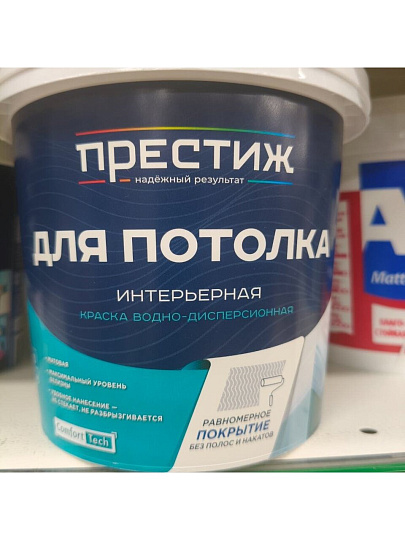 ПРЕСТИЖ
надёжный результат
ДЛЯ ПОТОЛКА
ИНТЕРЬЕРНАЯ
КРАСКА ВОДНО-ДИСПЕРСИОННАЯ
МАТОВАЯ
МАКСИМАЛЬНЫЙ УРОВЕНЬ
БЕЛИЗНЫ
УДОБНОЕ НАНЕСЕНИЕ —
НЕ СТЕКАЕТ, НЕ РАЗБРЫЗГИВАЕТСЯ
Comfort Tech
РАВНОМЕРНОЕ
ПОКРЫТИЕ
БЕЗ ПОЛОС И НАКАТОВ
A
Matt